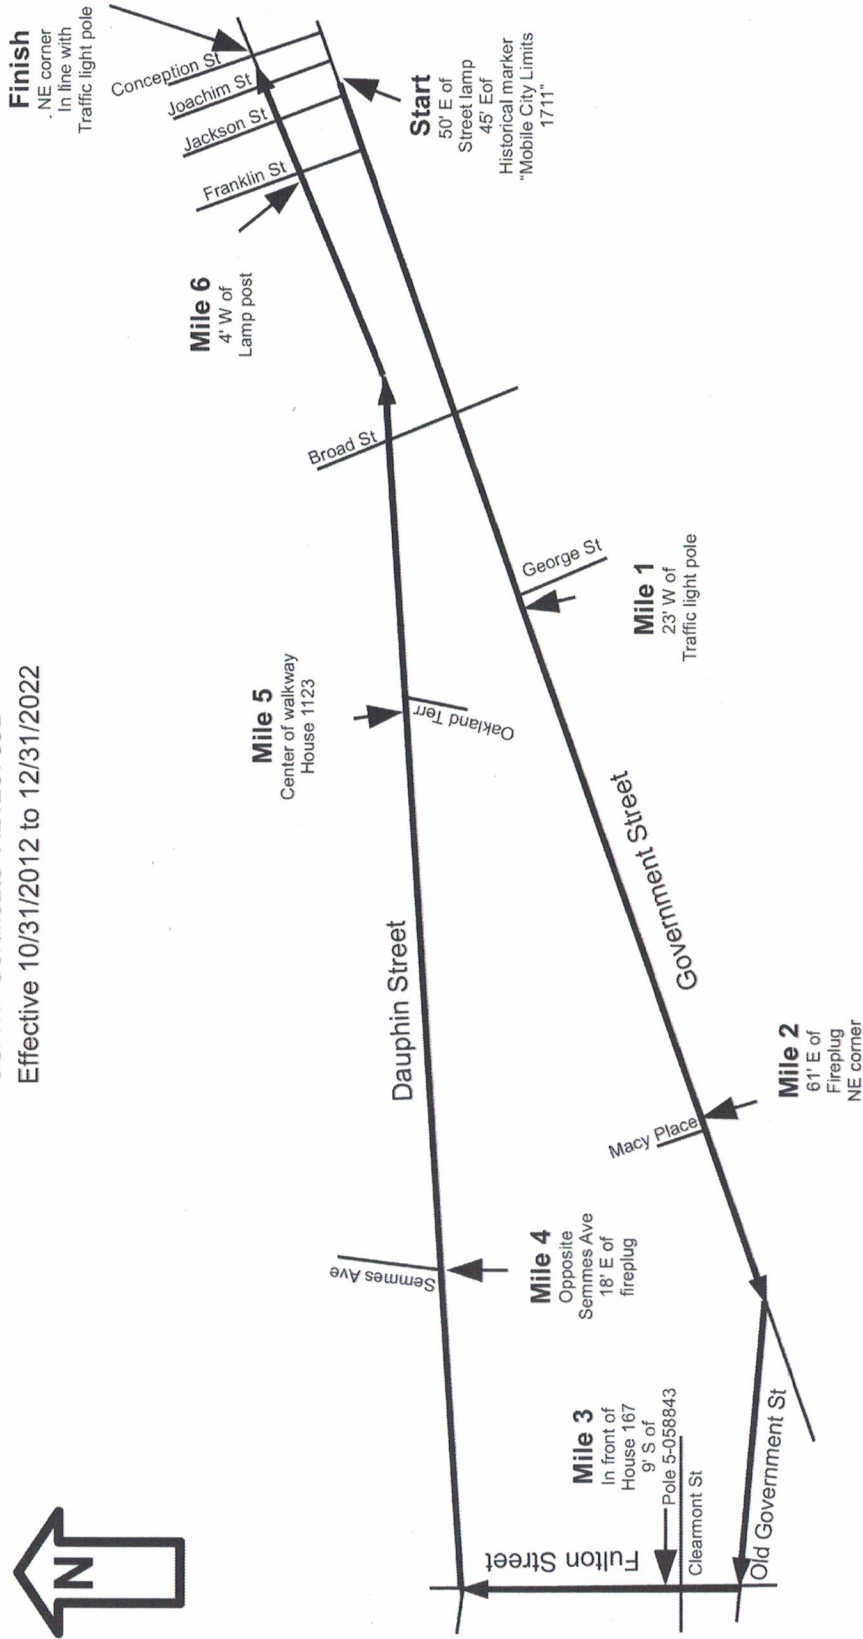 Effective 10/31/2012 to 12/31/2022
Finish
NE corner
In line with
Traffic light pole
Conception St
Joachim St
Jackson St
Franklin St
Start
50' E of
Street lamp
45' Eof
Historical marker
"Mobile City Limits
1711"
Mile 6
4' W of
Lamp post
Broad St
George St
Mile 1
23' W of
Traffic light pole
Mile 5
Center of walkway
House 1123
Oakland Terr
Government Street
Dauphin Street
Macy Place
Mile 2
61' E of
Fireplug
NE corner
Semmes Ave
Mile 4
Opposite
Semmes Ave
18' E of
fireplug
Mile 3
In front of
House 167
9' S of
Pole 5-058843
Clearmont St
Old Government St
Fulton Street
N